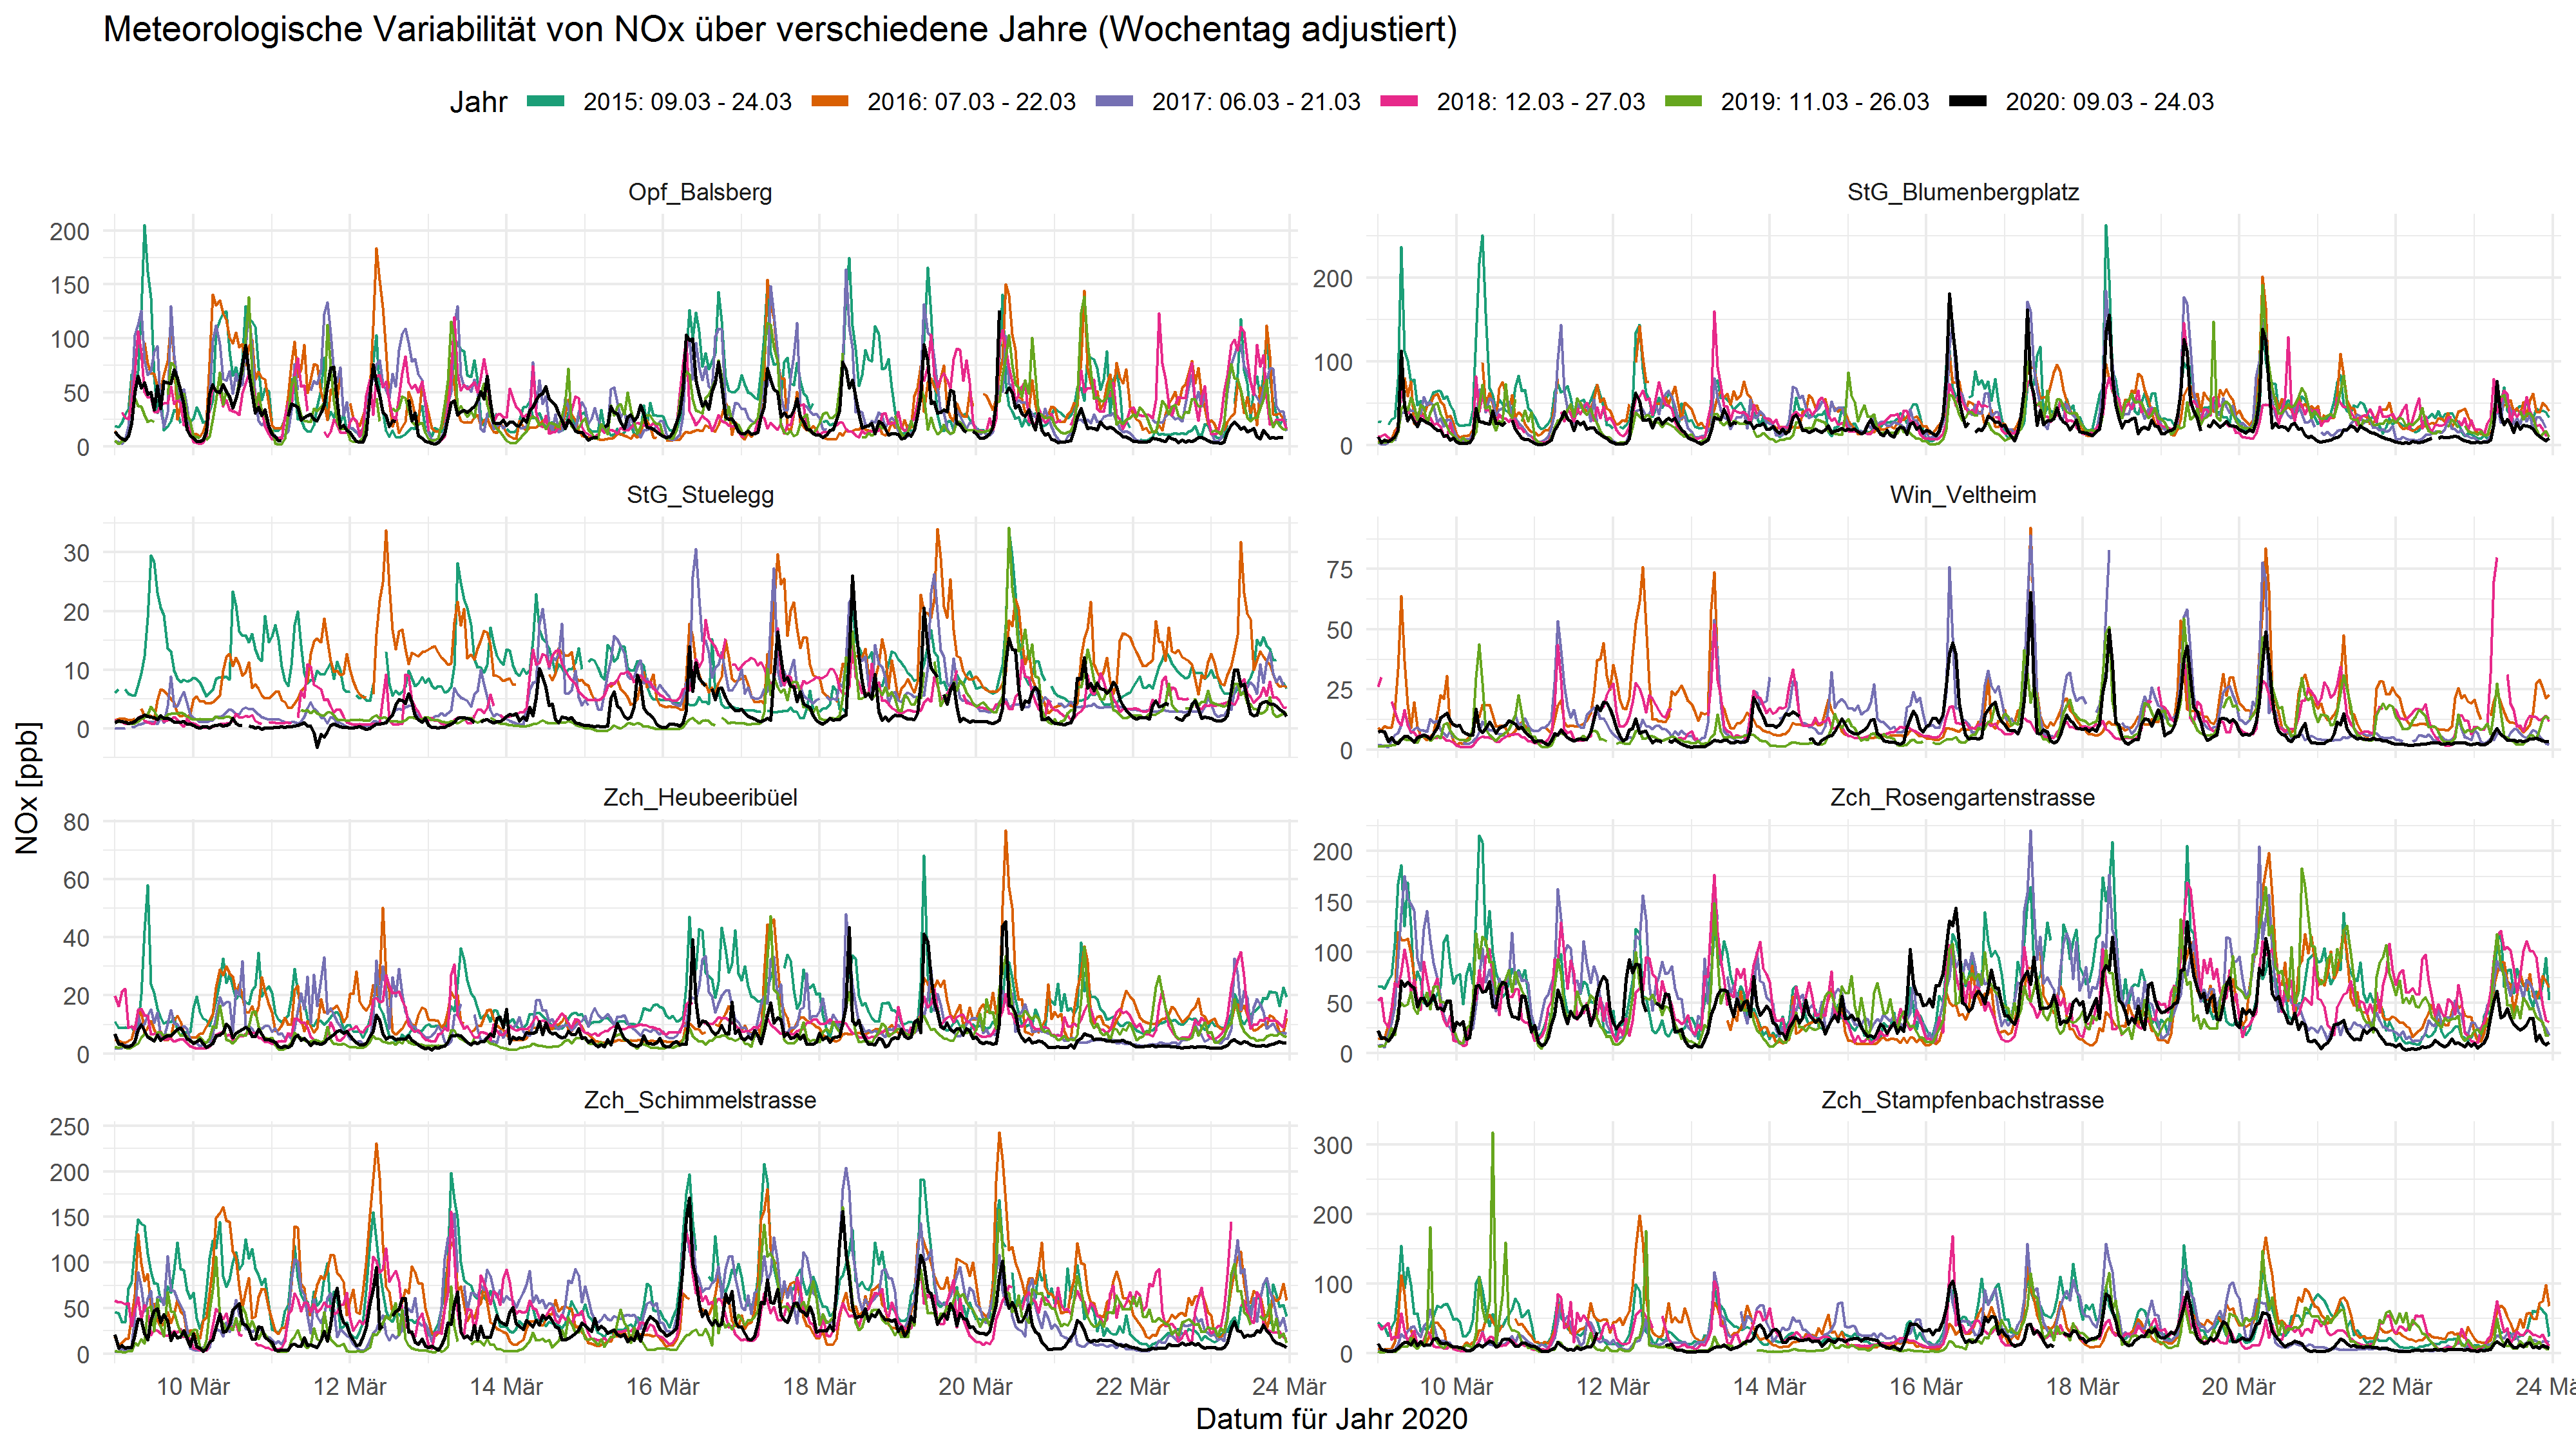 Meteorologische Variabilität von NOx über verschiedene Jahre (Wochentag adjustiert)
Jahr 2015: 09.03 - 24.03 2016: 07.03 - 22.03 2017: 06.03 - 21.03 2018: 12.03 - 27.03 2019: 11.03 - 26.03 2020: 09.03 - 24.03
Opf_Balsberg
200
150
100
50
0
StG_Blumenbergplatz
200
100
0
StG_Stuelegg
30
20
10
0
Win_Veltheim
75
50
25
0
NOx [ppb]
Zch_Heubeeribüel
80
60
40
20
0
Zch_Rosengartenstrasse
200
150
100
50
0
Zch_Schimmelstrasse
250
200
150
100
50
0
Zch_Stampfenbachstrasse
300
200
100
0
10 Mär 12 Mär 14 Mär 16 Mär 18 Mär 20 Mär 22 Mär 24 Mär
10 Mär 12 Mär 14 Mär 16 Mär 18 Mär 20 Mär 22 Mär 24 Mä
Datum für Jahr 2020